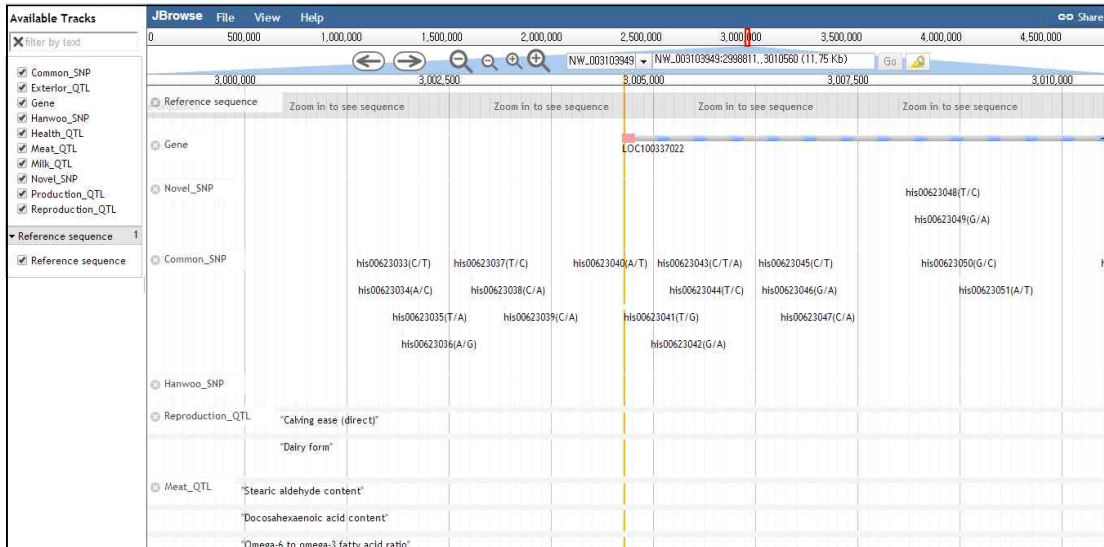 Available Tracks
filter by text
Common_SNP
Exterior_QTL
Gene
Hanwoo_SNP
Health_QTL
Meat_QTL
Milk_QTL
Novel_SNP
Production_QTL
Reproduction_QTL
Reference sequence 1
Reference sequence
JBrowse File View Help Share
0 500,000 1,000,000 1,500,000 2,000,000 2,500,000 3,000,000 3,500,000 4,000,000 4,500,000
NW_003103949 NW_003103949:2998811..3010560 (11,75 Kb) Go
3,000,000 3,002,500 3,005,000 3,007,500 3,010,000
Reference sequence Zoom in to see sequence Zoom in to see sequence Zoom in to see sequence Zoom in to see sequence
Gene
LOC100337022
Novel_SNP
his00623048(T/C)
his00623049(G/A)
Common_SNP
his00623033(C/T) his00623037(T/C) his00623040(A/T) his00623043(C/T/A) his00623045(C/T) his00623050(G/C)
his00623034(A/C) his00623038(C/A) his00623044(T/C) his00623046(G/A) his00623051(A/T)
his00623035(T/A) his00623039(C/A) his00623041(T/G) his00623047(C/A)
his00623036(A/G) his00623042(G/A)
Hanwoo_SNP
Reproduction_QTL
"Calving ease (direct)"
"Dairy form"
Meat_QTL
"Stearic aldehyde content"
"Docosahexaenoic acid content"
"Omega-6 to omega-3 fatty acid ratio"